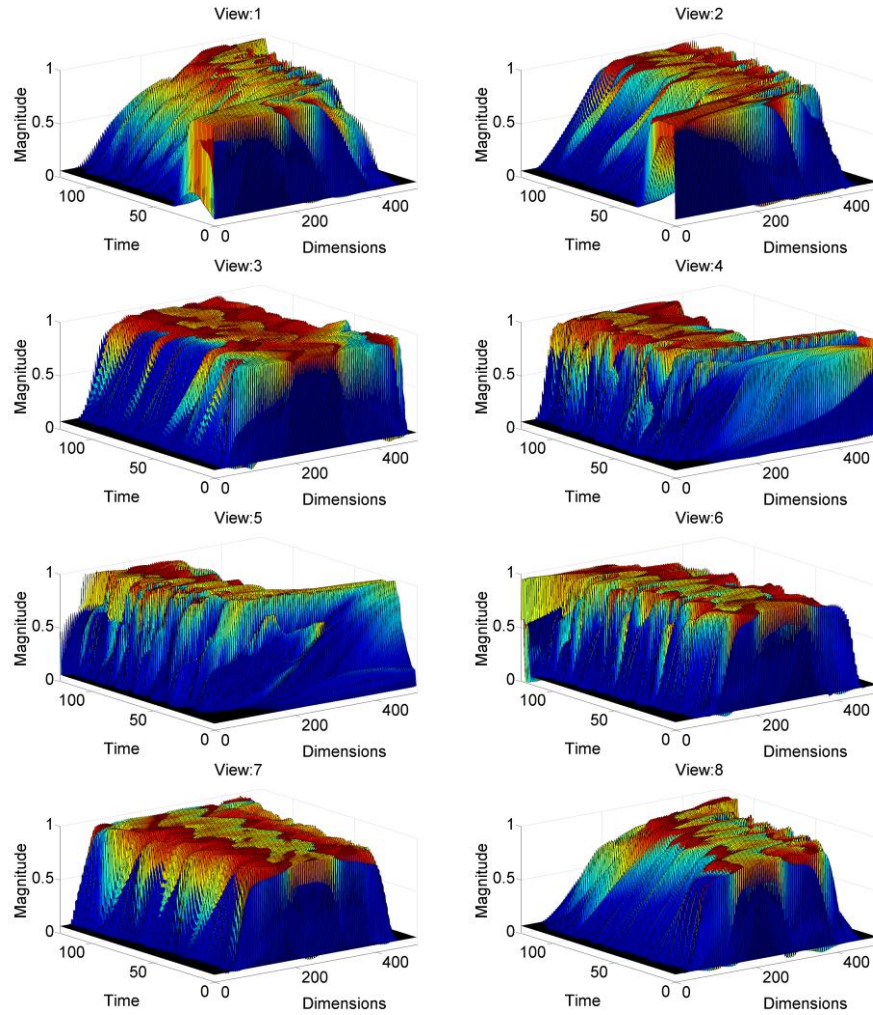 View:1
View:2
1
0.5
0
Magnitude
100
50
0
Time
0
200
400
Dimensions
1
0.5
0
Magnitude
100
50
0
Time
0
200
400
Dimensions
View:3
View:4
1
0.5
0
Magnitude
100
50
0
Time
0
200
400
Dimensions
1
0.5
0
Magnitude
100
50
0
Time
0
200
400
Dimensions
View:5
View:6
1
0.5
0
Magnitude
100
50
0
Time
0
200
400
Dimensions
1
0.5
0
Magnitude
100
50
0
Time
0
200
400
Dimensions
View:7
View:8
1
0.5
0
Magnitude
100
50
0
Time
0
200
400
Dimensions
1
0.5
0
Magnitude
100
50
0
Time
0
200
400
Dimensions